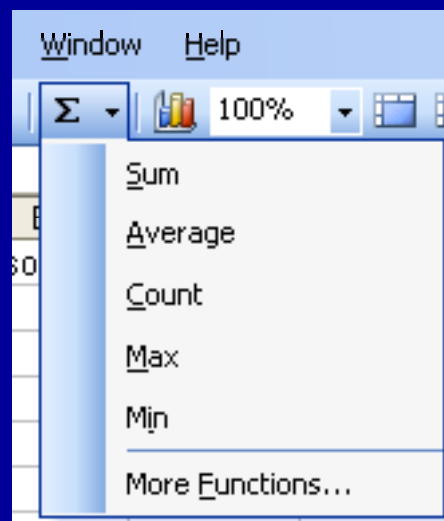 Window Help
Σ 100%
Sum
Average
Count
Max
Min
More Functions...